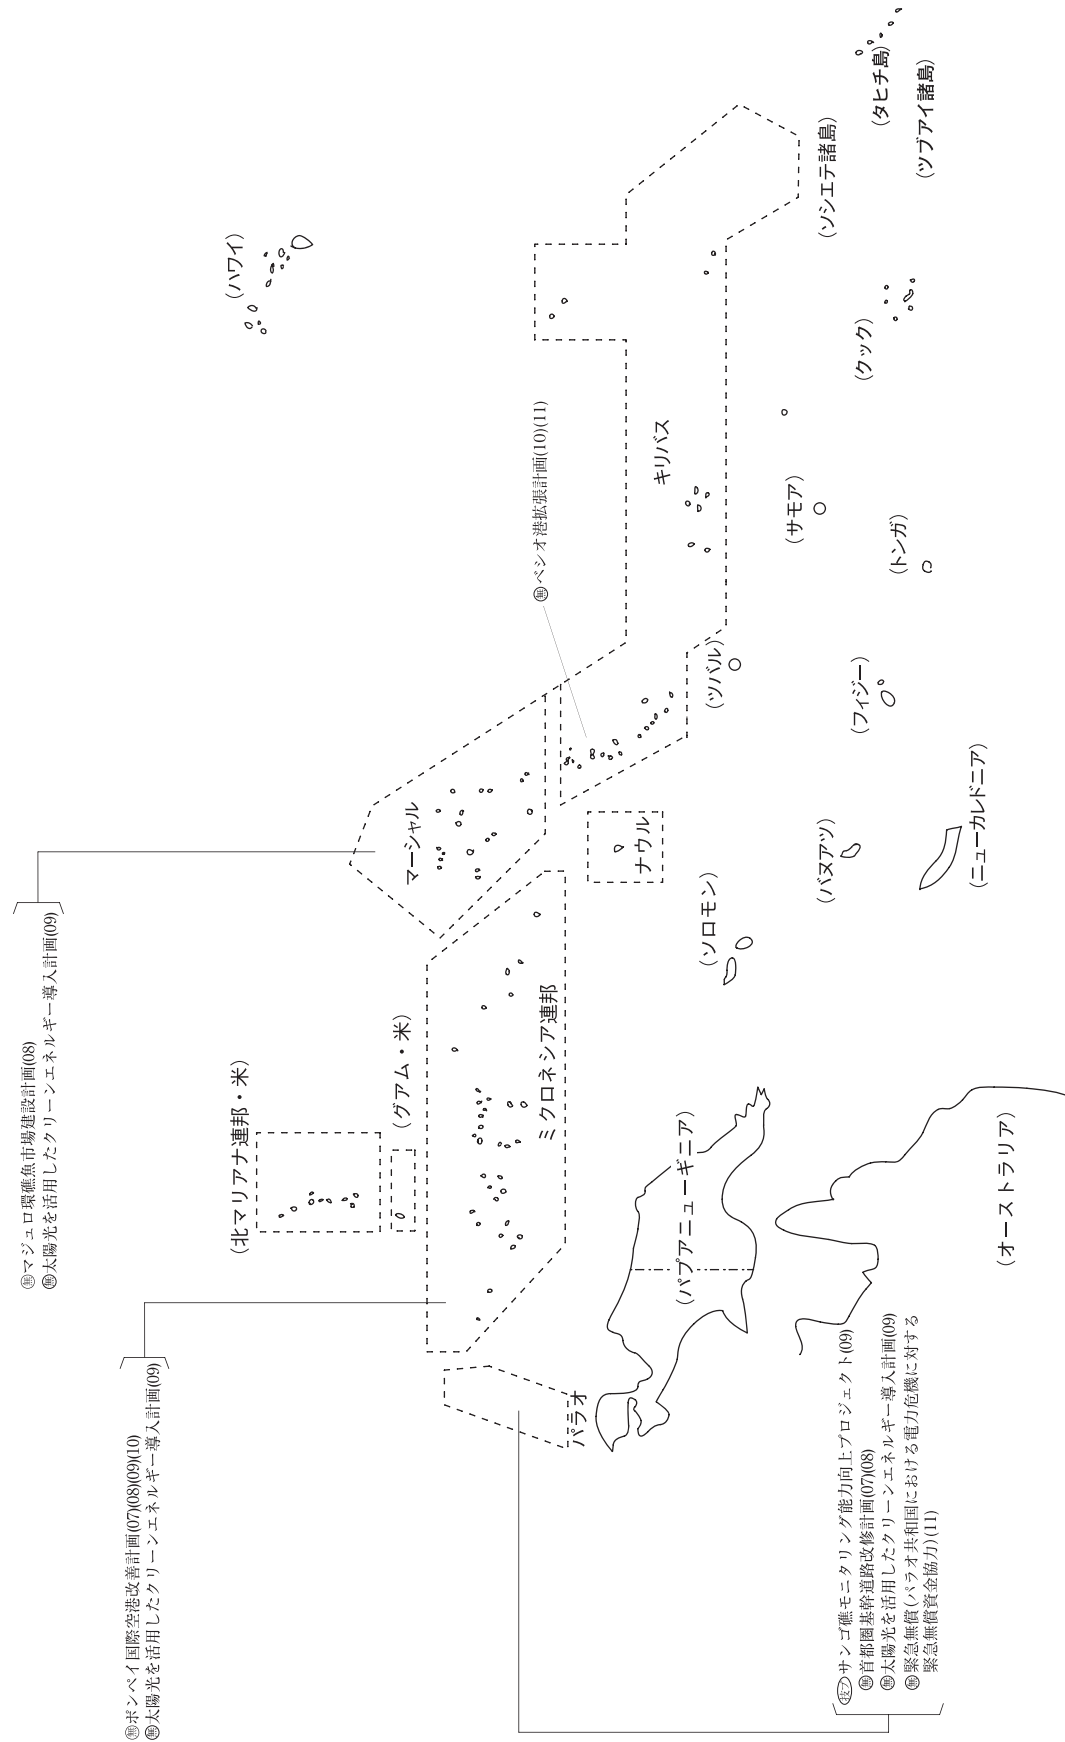 ㊍ポンペイ国際空港改善計画(07)(08)(09)(10)
㊍太陽光を活用したクリーンエネルギー導入計画(09)
㊍マジュロ環礁魚市場建設計画(08)
㊍太陽光を活用したクリーンエネルギー導入計画(09)
(ハワイ)
(北マリアナ連邦・米)
(グアム・米)
マーシャル
ミクロネシア連邦
㊍ベシオ港拡張計画(10)(11)
パラオ
ナウル
キリバス
(パプアニューギニア)
(ソロモン)
(ツバル)
(サモア)
(ソシエテ諸島)
(バヌアツ)
(フィジー)
(クック)
(タヒチ島)
(トンガ)
(ツブアイ諸島)
(ニューカレドニア)
(オーストラリア)
技プ サンゴ礁モニタリング能力向上プロジェクト(09)
無 首都圏基幹道路改修計画(07)(08)
無 太陽光を活用したクリーンエネルギー導入計画(09)
無 緊急無償(パラオ共和国における電力危機に対する
緊急無償資金協力)(11)